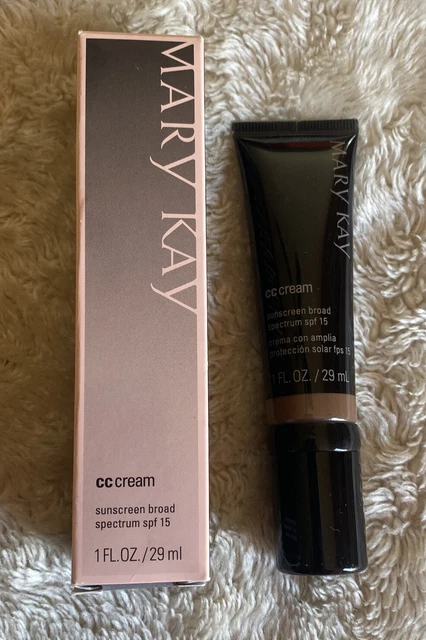 MARY KAY
cc cream
sunscreen broad
spectrum spf 15
1 FL.OZ./29 ml
MARY KAY
cc cream
sunscreen broad
spectrum spf 15
crema con amplia
protección solar fps 15
1 FL.OZ./29 mL